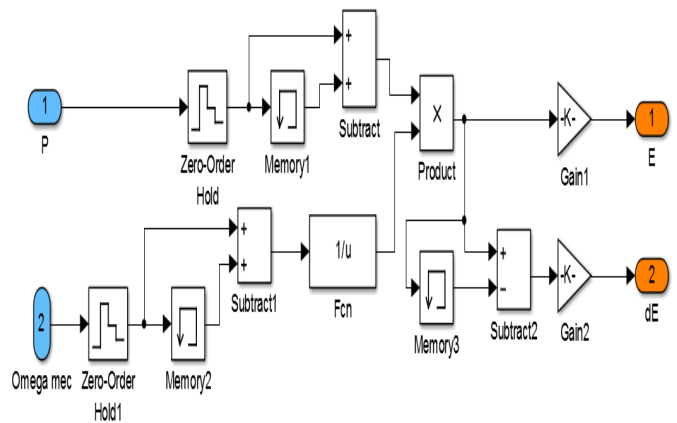 1
P
Zero-Order
Hold
Memory1
+
+
Subtract
×
Product
-K-
Gain1
1
E
2
Omega mec
Zero-Order
Hold1
Memory2
+
+
Subtract1
1/u
Fcn
Memory3
+
−
Subtract2
-K-
Gain2
2
dE